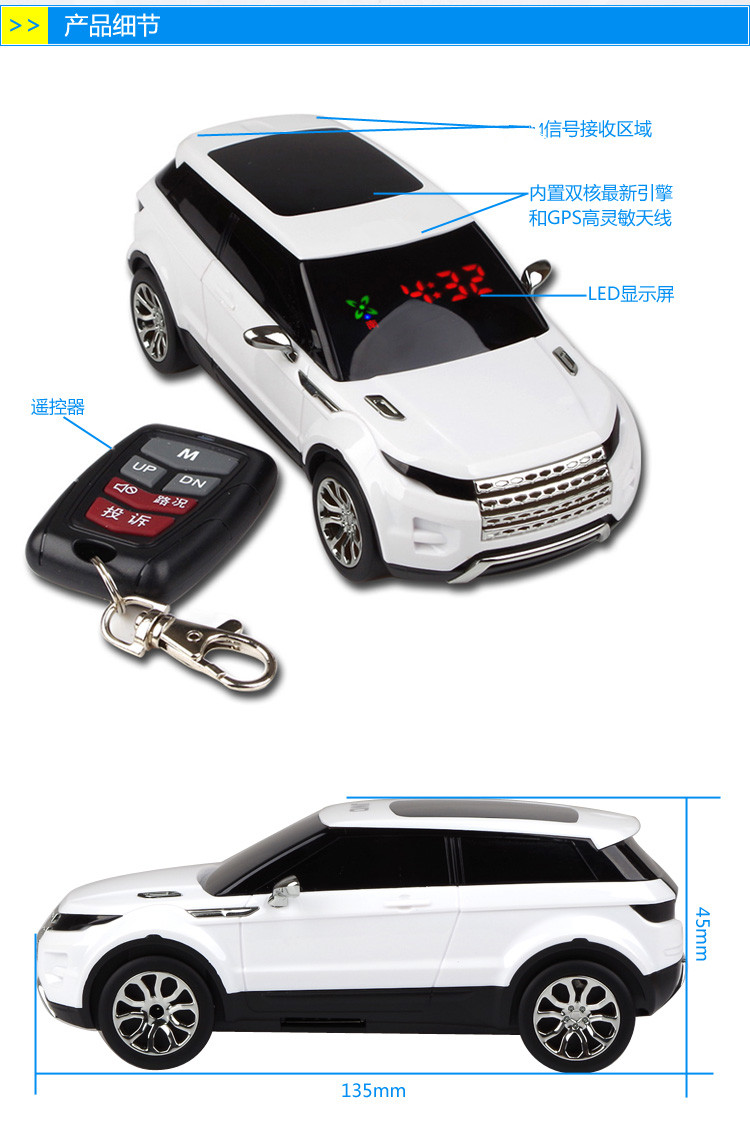 >> 产品细节
信号接收区域
内置双核最新引擎
和GPS高灵敏天线
4:32
LED显示屏
遥控器
M
UP
DN
路况
投诉
45mm
135mm